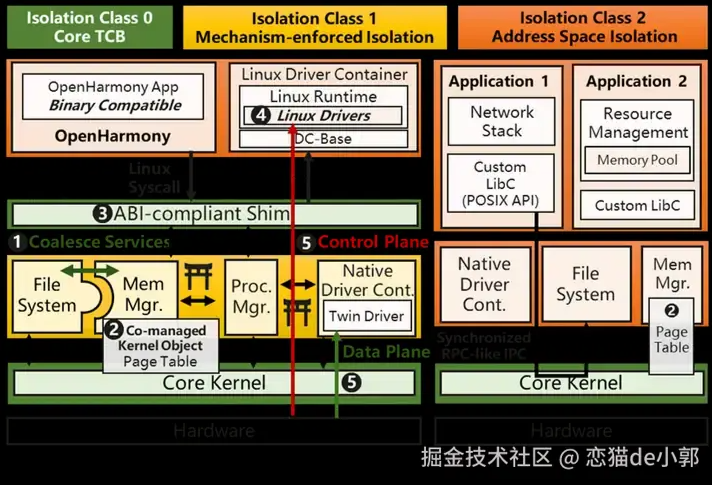 Isolation Class 0
Core TCB
Isolation Class 1
Mechanism-enforced Isolation
Isolation Class 2
Address Space Isolation
OpenHarmony App
Binary Compatible
OpenHarmony
Linux Driver Container
Linux Runtime
4 Linux Drivers
DC-Base
Linux
Syscall
3 ABI-compliant Shim
1 Coalesce Services
5 Control Plane
File
System
Mem
Mgr.
Proc.
Mgr.
Native
Driver Cont.
Twin Driver
2 Co-managed
Kernel Object
Page Table
Data Plane
Core Kernel
5
Hardware
Application 1
Network
Stack
Custom
LibC
(POSIX API)
Application 2
Resource
Management
Memory Pool
Custom LibC
Native
Driver
Cont.
File
System
Mem
Mgr.
2
Page
Table
Synchronized
RPC-like IPC
Core Kernel
Hardware
掘金技术社区 @ 恋猫de小郭